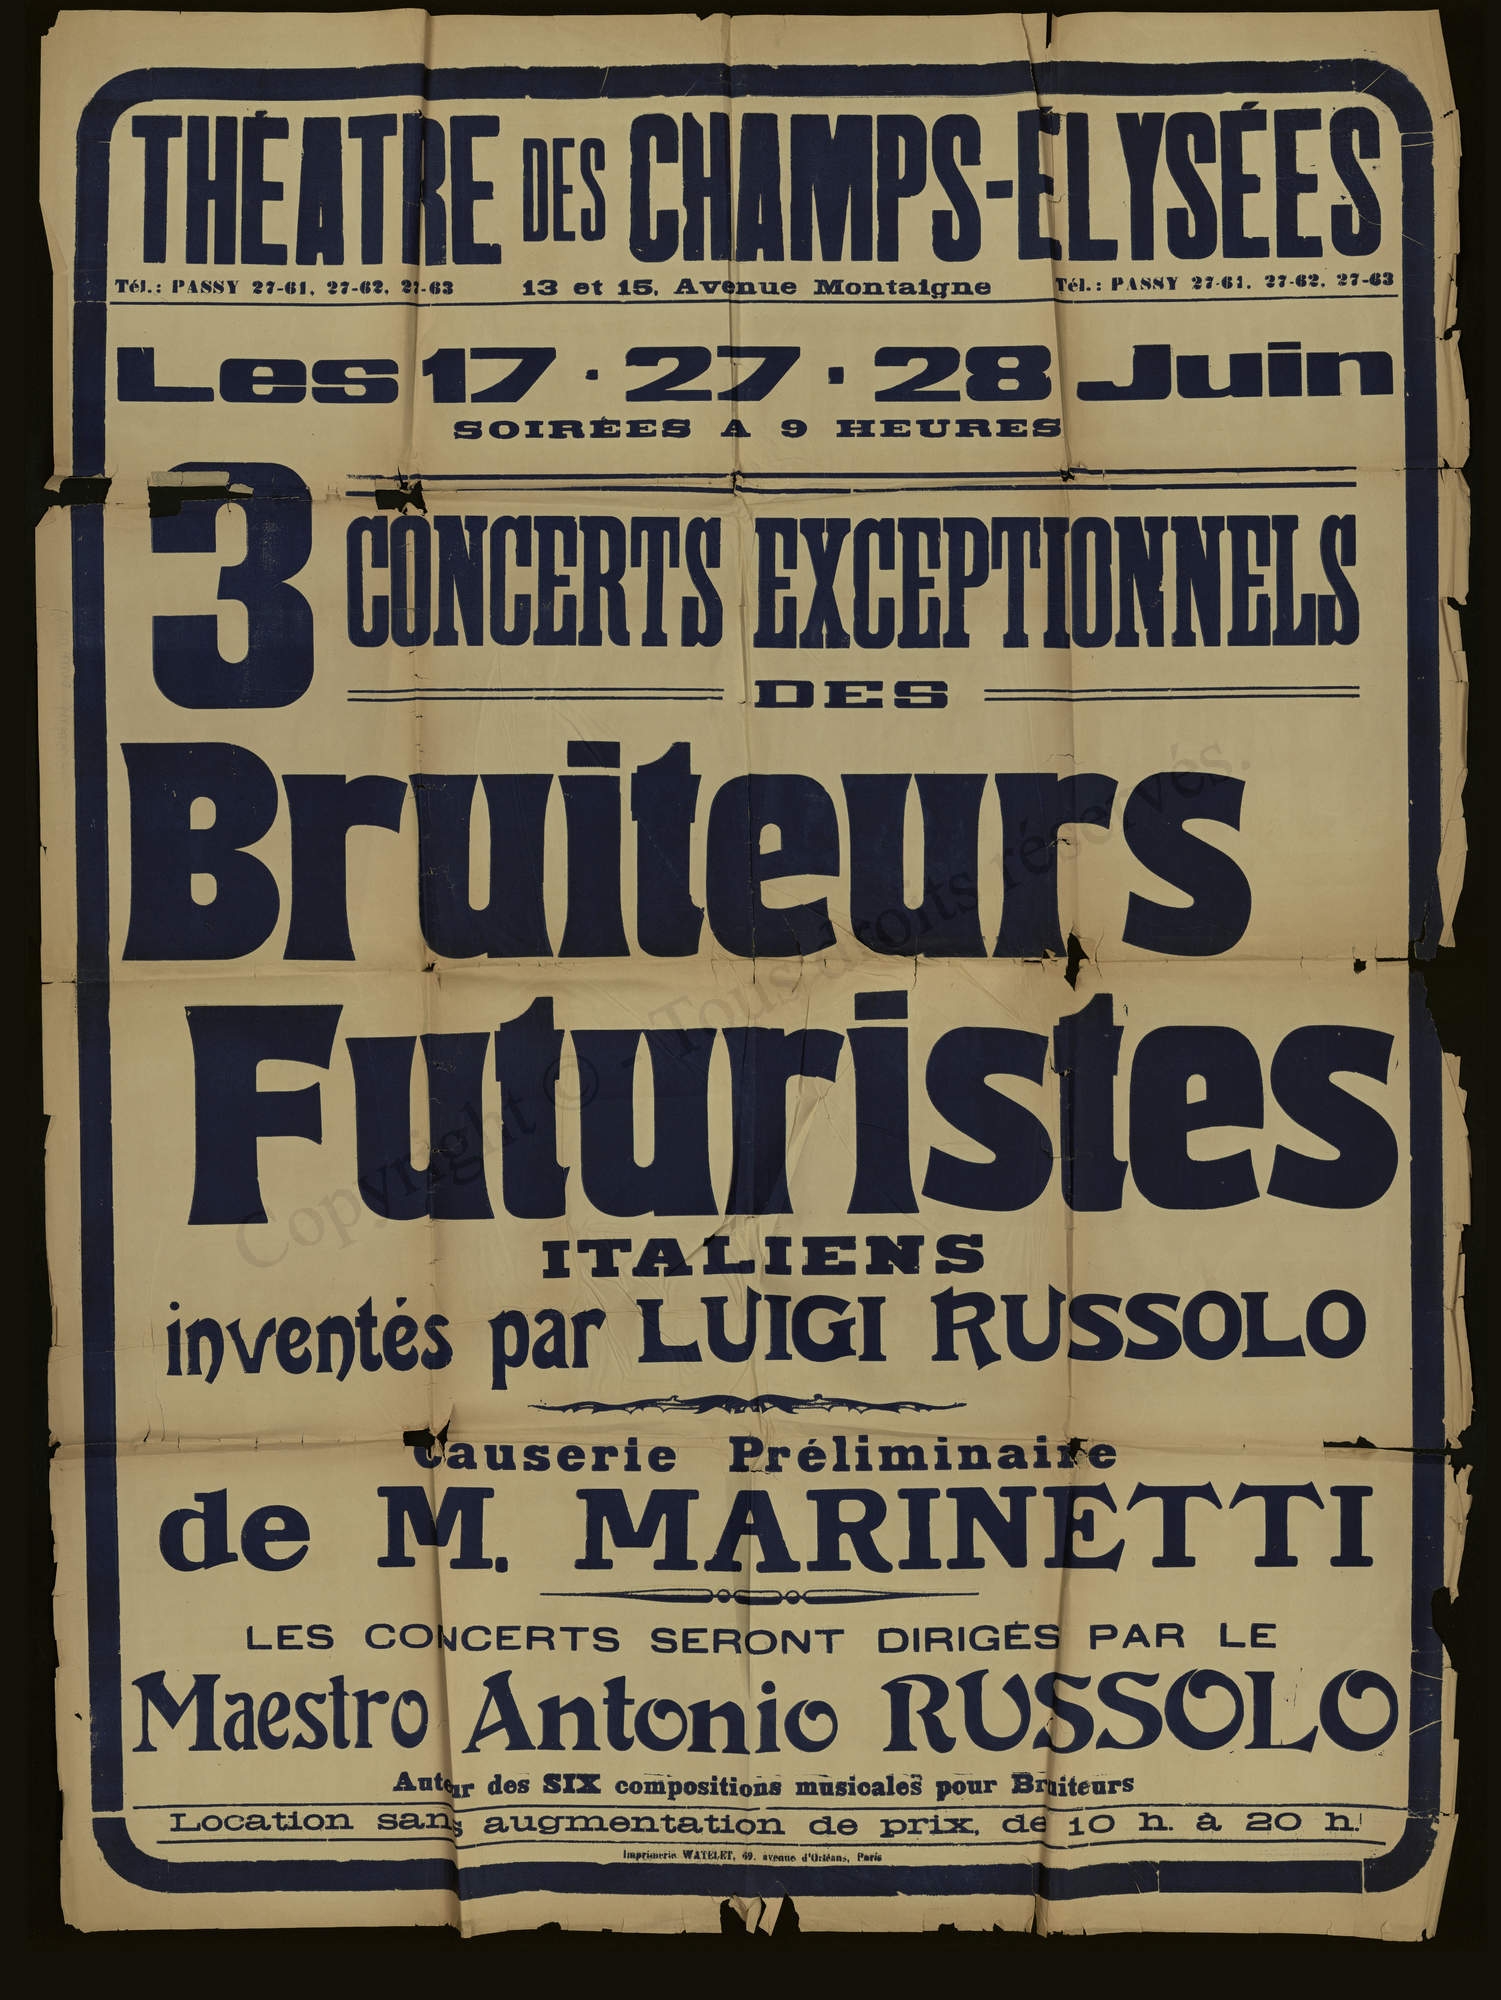 THÉATRE DES CHAMPS-ÉLYSÉES
Tél.: PASSY 27-61, 27-62, 27-63 13 et 15, Avenue Montaigne Tél.: PASSY 27-61, 27-62, 27-63
Les 17 · 27 · 28 Juin
SOIRÉES A 9 HEURES
3 CONCERTS EXCEPTIONNELS
DES
Bruiteurs
Futuristes
ITALIENS
inventés par LUIGI RUSSOLO
Causerie Préliminaire
de M. MARINETTI
LES CONCERTS SERONT DIRIGÉS PAR LE
Maestro Antonio RUSSOLO
Auteur des SIX compositions musicales pour Bruiteurs
Location sans augmentation de prix, de 10 h. à 20 h.
Imprimerie WATELET, 69, avenue d'Orléans, Paris
Copyright © - Tous droits réservés.